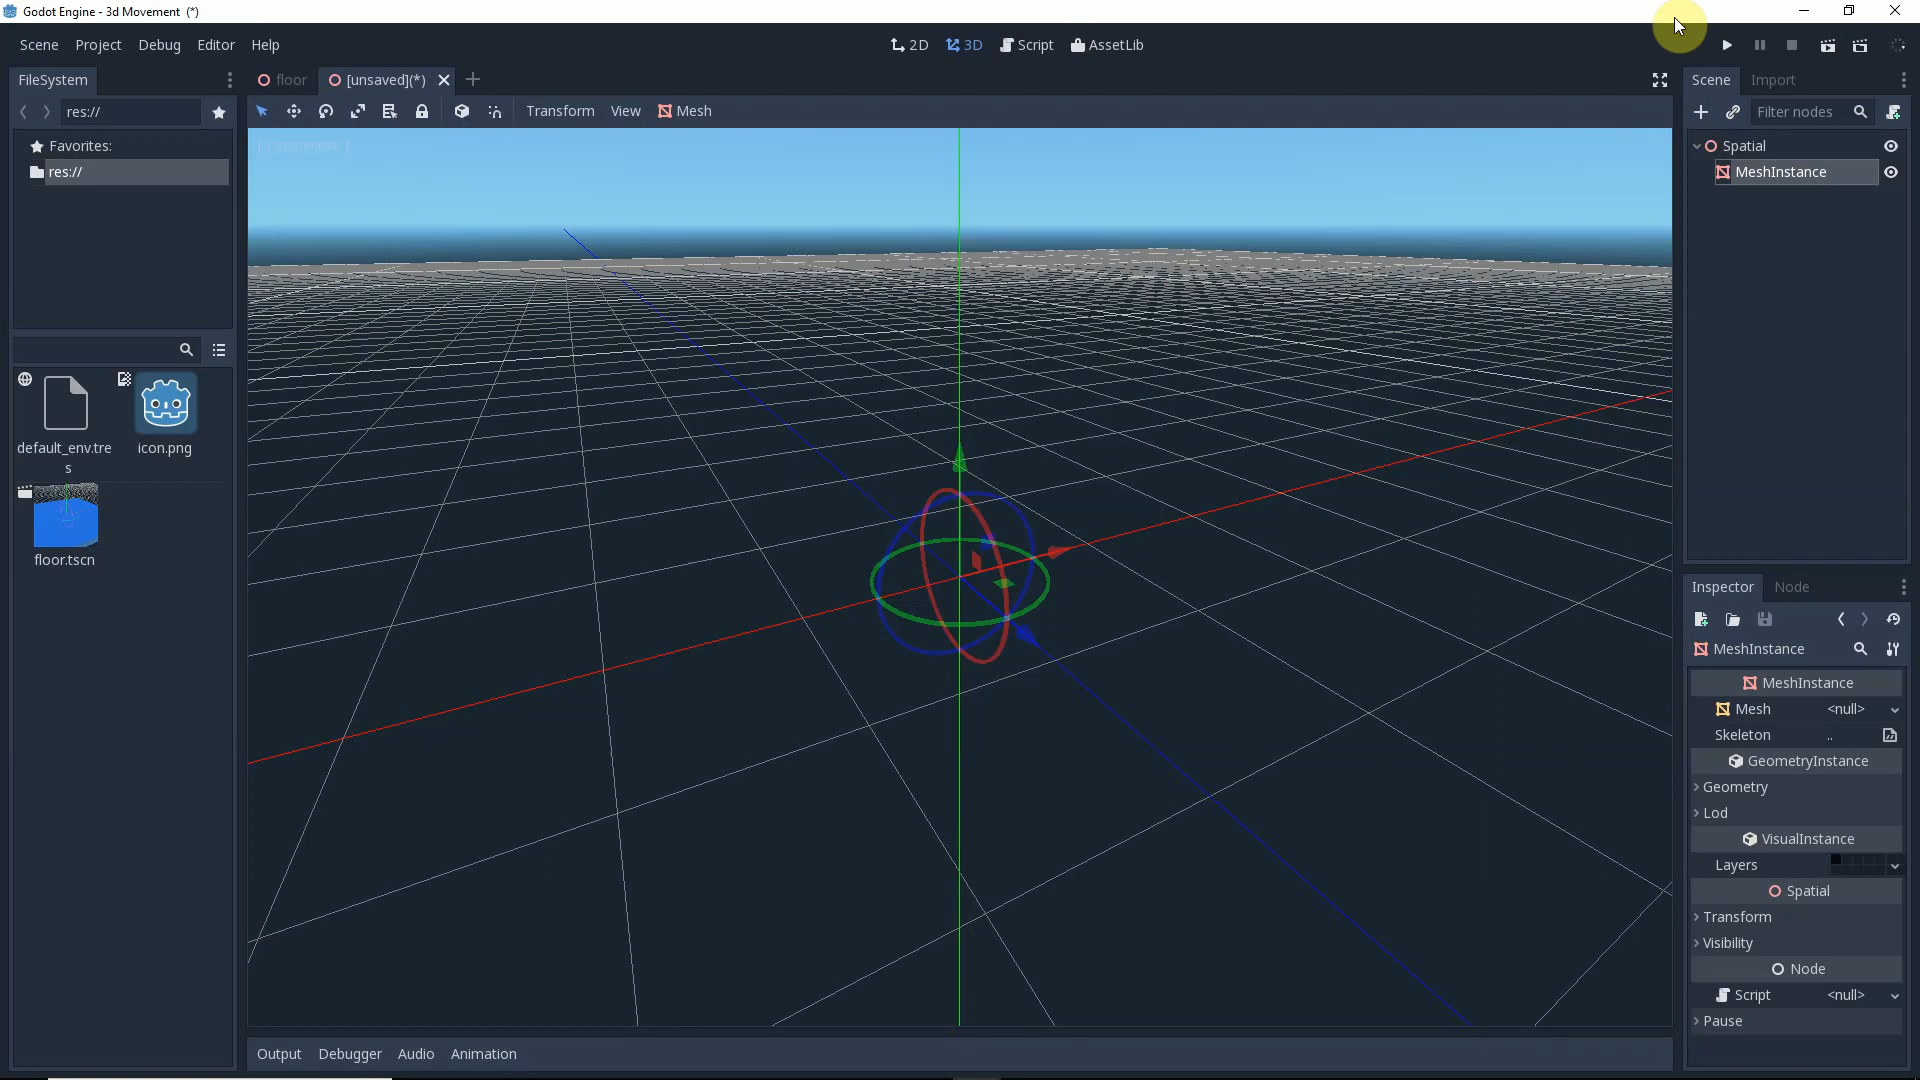 Godot Engine - 3d Movement (*)
Scene Project Debug Editor Help
2D 3D Script AssetLib
FileSystem
floor [unsaved](*)
Scene Import
res://
Transform View Mesh
Filter nodes
Favorites:
res://
Spatial
MeshInstance
default_env.tre
s
icon.png
floor.tscn
Inspector Node
MeshInstance
MeshInstance
Mesh <null>
Skeleton ..
GeometryInstance
Geometry
Lod
VisualInstance
Layers
Spatial
Transform
Visibility
Node
Script <null>
Pause
Output Debugger Audio Animation